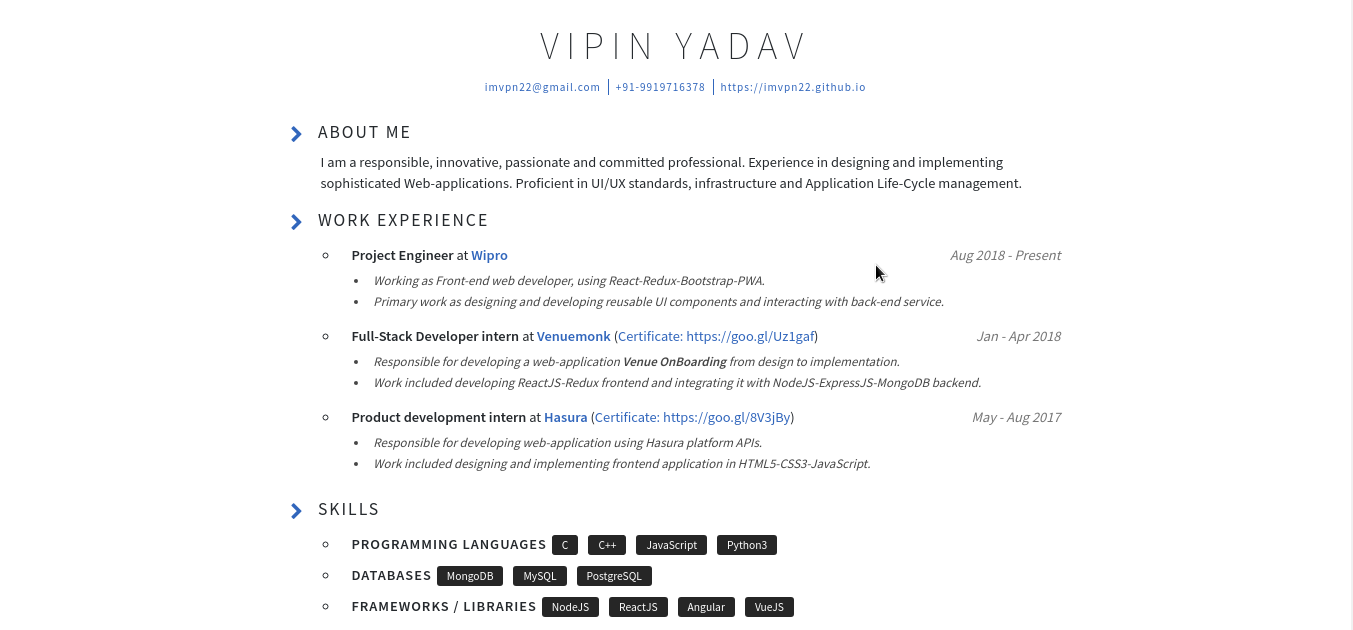 VIPIN YADAV
imvpn22@gmail.com | +91-9919716378 | https://imvpn22.github.io
ABOUT ME
I am a responsible, innovative, passionate and committed professional. Experience in designing and implementing
sophisticated Web-applications. Proficient in UI/UX standards, infrastructure and Application Life-Cycle management.
WORK EXPERIENCE
Project Engineer at Wipro Aug 2018 - Present
Working as Front-end web developer, using React-Redux-Bootstrap-PWA.
Primary work as designing and developing reusable UI components and interacting with back-end service.
Full-Stack Developer intern at Venuemonk (Certificate: https://goo.gl/Uz1gaf) Jan - Apr 2018
Responsible for developing a web-application Venue OnBoarding from design to implementation.
Work included developing ReactJS-Redux frontend and integrating it with NodeJS-ExpressJS-MongoDB backend.
Product development intern at Hasura (Certificate: https://goo.gl/8V3jBy) May - Aug 2017
Responsible for developing web-application using Hasura platform APIs.
Work included designing and implementing frontend application in HTML5-CSS3-JavaScript.
SKILLS
PROGRAMMING LANGUAGES C C++ JavaScript Python3
DATABASES MongoDB MySQL PostgreSQL
FRAMEWORKS / LIBRARIES NodeJS ReactJS Angular VueJS